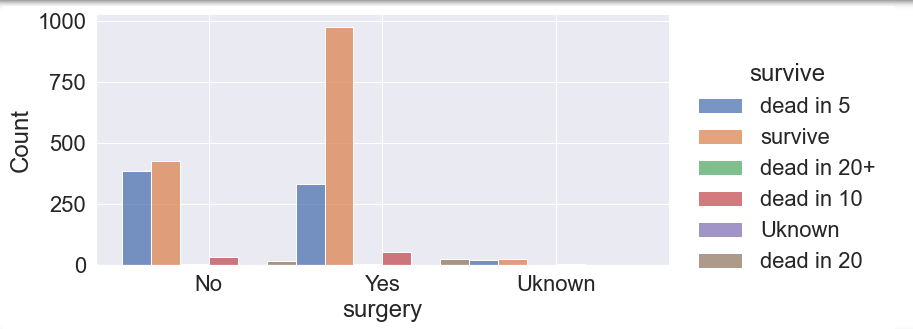 1000
750
500
250
0
Count
No
Yes
Uknown
surgery
survive
dead in 5
survive
dead in 20+
dead in 10
Uknown
dead in 20